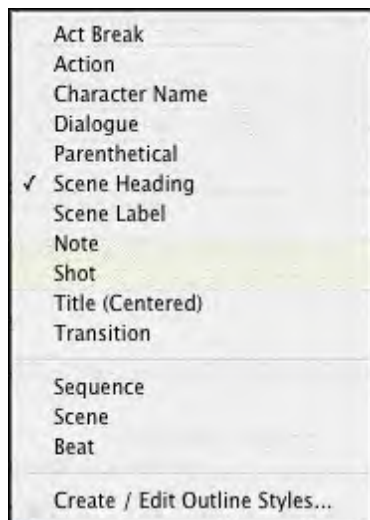 Act Break
Action
Character Name
Dialogue
Parenthetical
✓ Scene Heading
Scene Label
Note
Shot
Title (Centered)
Transition
Sequence
Scene
Beat
Create / Edit Outline Styles...